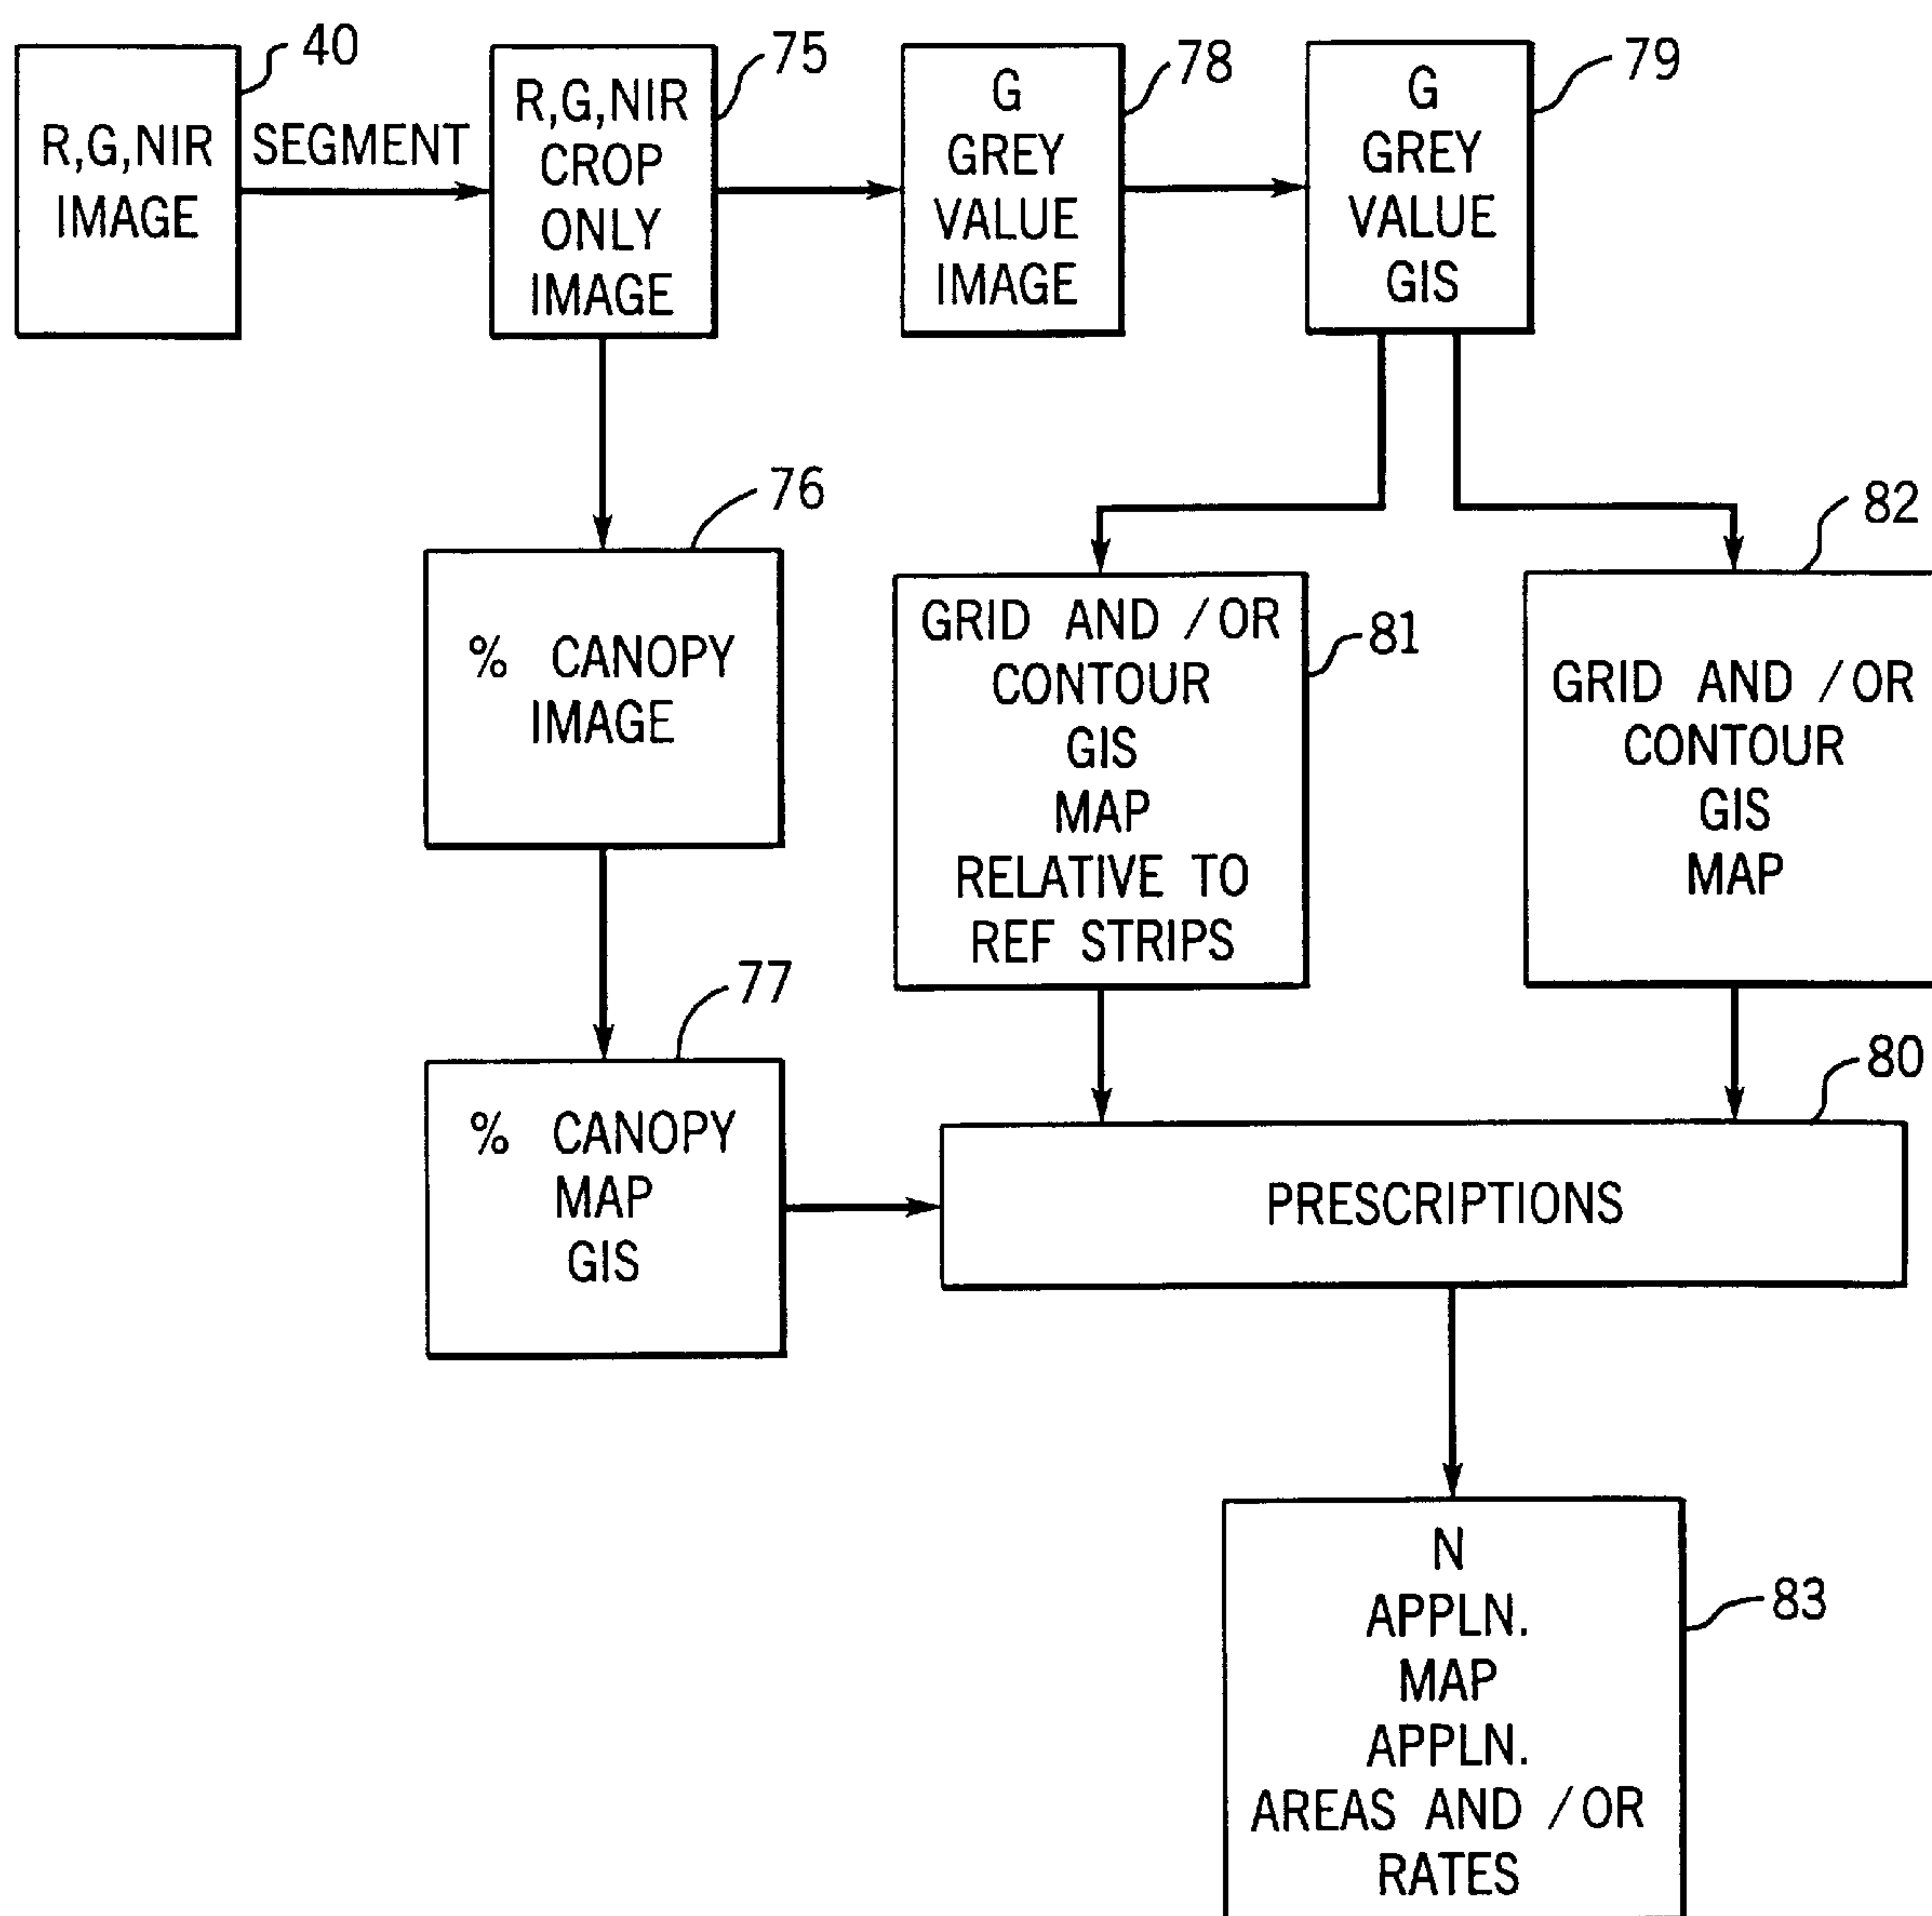 40
R,G,NIR
IMAGE
SEGMENT
75
R,G,NIR
CROP
ONLY
IMAGE
78
G
GREY
VALUE
IMAGE
79
G
GREY
VALUE
GIS
76
% CANOPY
IMAGE
81
GRID AND /OR
CONTOUR
GIS
MAP
RELATIVE TO
REF STRIPS
82
GRID AND /OR
CONTOUR
GIS
MAP
77
% CANOPY
MAP
GIS
80
PRESCRIPTIONS
83
N
APPLN.
MAP
APPLN.
AREAS AND /OR
RATES